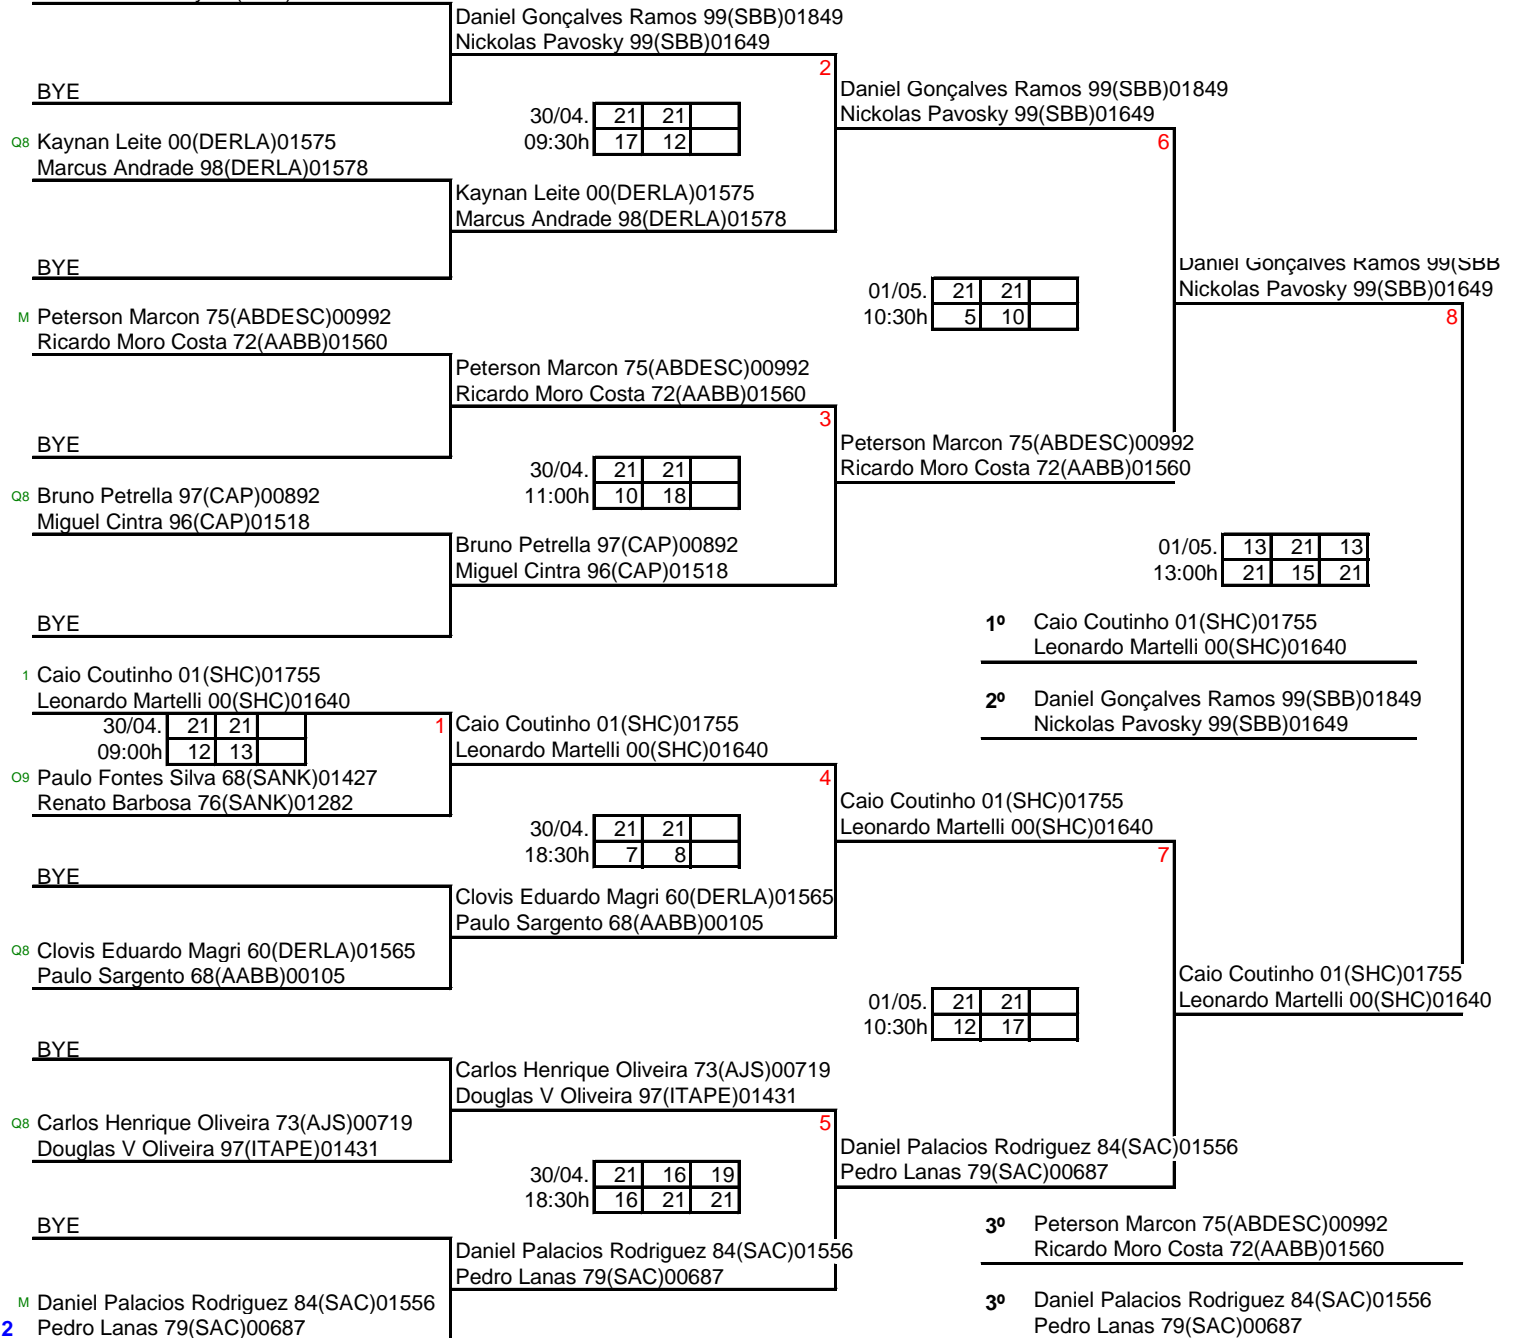 Daniel Gonçalves Ramos 99(SBB)01849
Nickolas Pavosky 99(SBB)01649
2
BYE
Daniel Gonçalves Ramos 99(SBB)01849
Nickolas Pavosky 99(SBB)01649
30/04. 21 21
09:30h 17 12
6
Q8 Kaynan Leite 00(DERLA)01575
Marcus Andrade 98(DERLA)01578
Kaynan Leite 00(DERLA)01575
Marcus Andrade 98(DERLA)01578
BYE
Daniel Gonçalves Ramos 99(SBB
Nickolas Pavosky 99(SBB)01649
01/05. 21 21
10:30h 5 10
8
M Peterson Marcon 75(ABDESC)00992
Ricardo Moro Costa 72(AABB)01560
Peterson Marcon 75(ABDESC)00992
Ricardo Moro Costa 72(AABB)01560
3
BYE
Peterson Marcon 75(ABDESC)00992
Ricardo Moro Costa 72(AABB)01560
30/04. 21 21
11:00h 10 18
Q8 Bruno Petrella 97(CAP)00892
Miguel Cintra 96(CAP)01518
Bruno Petrella 97(CAP)00892
Miguel Cintra 96(CAP)01518
01/05. 13 21 13
13:00h 21 15 21
BYE
1º Caio Coutinho 01(SHC)01755
Leonardo Martelli 00(SHC)01640
1 Caio Coutinho 01(SHC)01755
Leonardo Martelli 00(SHC)01640
2º Daniel Gonçalves Ramos 99(SBB)01849
Nickolas Pavosky 99(SBB)01649
30/04. 21 21
09:00h 12 13
1
Caio Coutinho 01(SHC)01755
Leonardo Martelli 00(SHC)01640
O9 Paulo Fontes Silva 68(SANK)01427
Renato Barbosa 76(SANK)01282
4
Caio Coutinho 01(SHC)01755
Leonardo Martelli 00(SHC)01640
30/04. 21 21
18:30h 7 8
7
BYE
Clovis Eduardo Magri 60(DERLA)01565
Paulo Sargento 68(AABB)00105
Q8 Clovis Eduardo Magri 60(DERLA)01565
Paulo Sargento 68(AABB)00105
Caio Coutinho 01(SHC)01755
Leonardo Martelli 00(SHC)01640
01/05. 21 21
10:30h 12 17
BYE
Carlos Henrique Oliveira 73(AJS)00719
Douglas V Oliveira 97(ITAPE)01431
Q8 Carlos Henrique Oliveira 73(AJS)00719
Douglas V Oliveira 97(ITAPE)01431
5
Daniel Palacios Rodriguez 84(SAC)01556
Pedro Lanas 79(SAC)00687
30/04. 21 16 19
18:30h 16 21 21
BYE
3º Peterson Marcon 75(ABDESC)00992
Ricardo Moro Costa 72(AABB)01560
Daniel Palacios Rodriguez 84(SAC)01556
Pedro Lanas 79(SAC)00687
M Daniel Palacios Rodriguez 84(SAC)01556
2 Pedro Lanas 79(SAC)00687
3º Daniel Palacios Rodriguez 84(SAC)01556
Pedro Lanas 79(SAC)00687